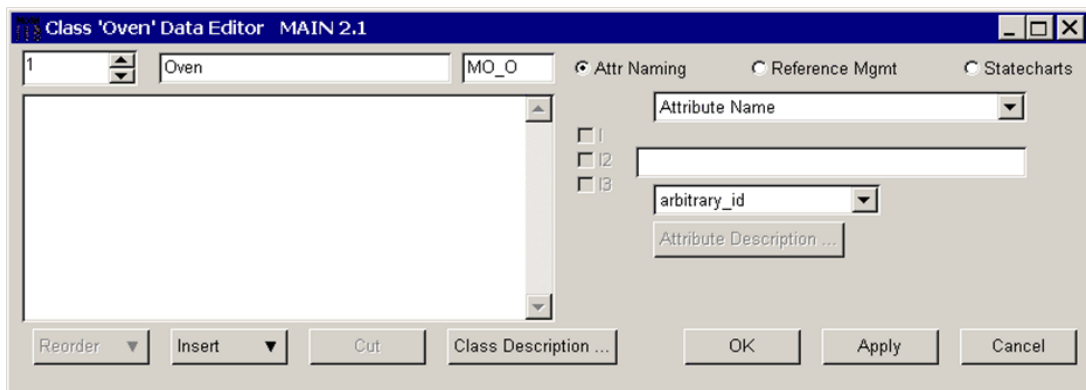 Class 'Oven' Data Editor MAIN 2.1
1 Oven MO_O Attr Naming Reference Mgmt Statecharts
Attribute Name
I
I2
I3
arbitrary_id
Attribute Description ...
Reorder Insert Cut Class Description ... OK Apply Cancel